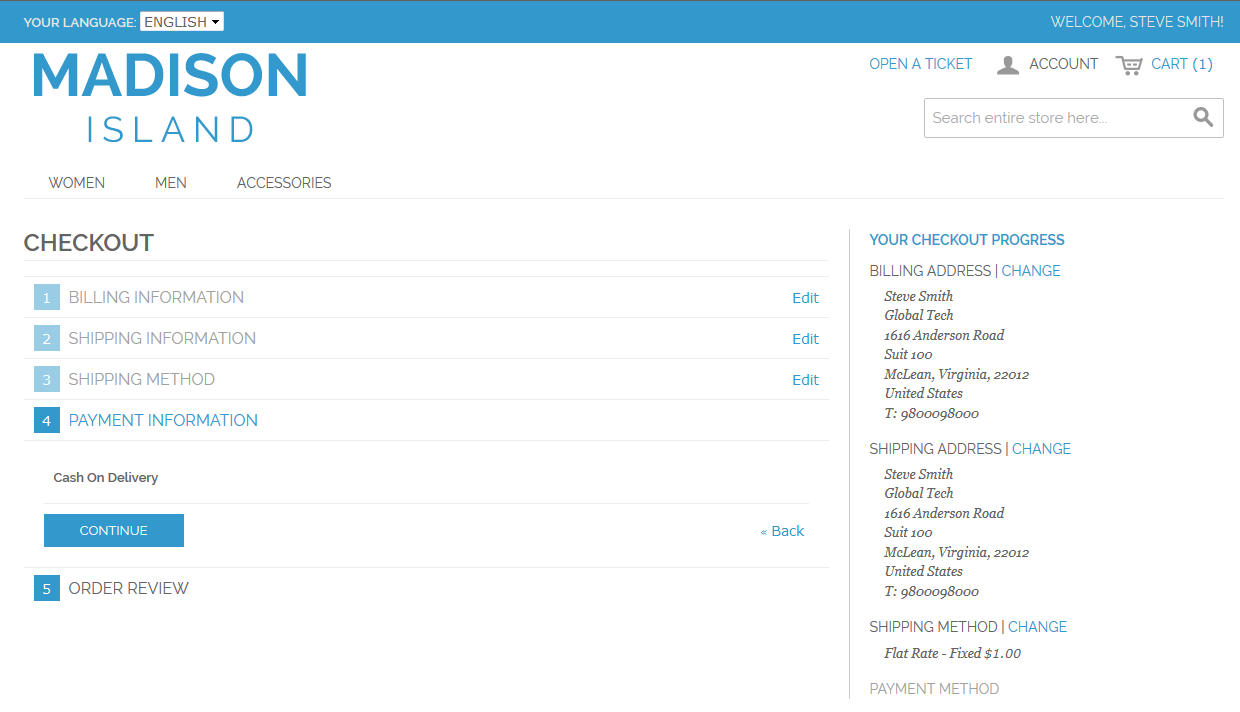 YOUR LANGUAGE: ENGLISH
WELCOME, STEVE SMITH!
MADISON
ISLAND
OPEN A TICKET
ACCOUNT
CART (1)
Search entire store here...
WOMEN
MEN
ACCESSORIES
CHECKOUT
1 BILLING INFORMATION Edit
2 SHIPPING INFORMATION Edit
3 SHIPPING METHOD Edit
4 PAYMENT INFORMATION
Cash On Delivery
CONTINUE
« Back
5 ORDER REVIEW
YOUR CHECKOUT PROGRESS
BILLING ADDRESS | CHANGE
Steve Smith
Global Tech
1616 Anderson Road
Suit 100
McLean, Virginia, 22012
United States
T: 9800098000
SHIPPING ADDRESS | CHANGE
Steve Smith
Global Tech
1616 Anderson Road
Suit 100
McLean, Virginia, 22012
United States
T: 9800098000
SHIPPING METHOD | CHANGE
Flat Rate - Fixed $1.00
PAYMENT METHOD